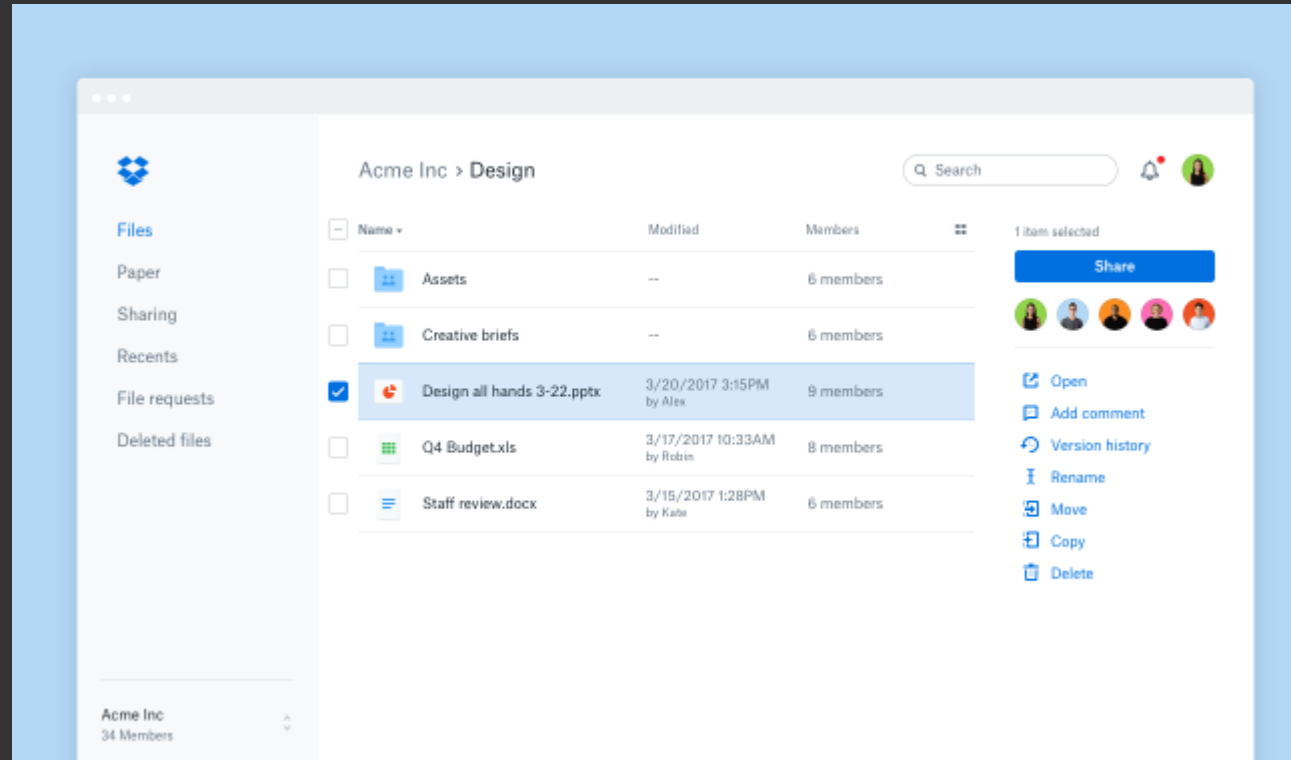 Acme Inc › Design
Search
Files
Paper
Sharing
Recents
File requests
Deleted files
Acme Inc
34 Members
Name
Modified
Members
Assets
--
6 members
Creative briefs
--
6 members
Design all hands 3-22.pptx
3/20/2017 3:15PM
by Alex
9 members
Q4 Budget.xls
3/17/2017 10:33AM
by Robin
8 members
Staff review.docx
3/15/2017 1:28PM
by Kate
6 members
1 item selected
Share
Open
Add comment
Version history
Rename
Move
Copy
Delete